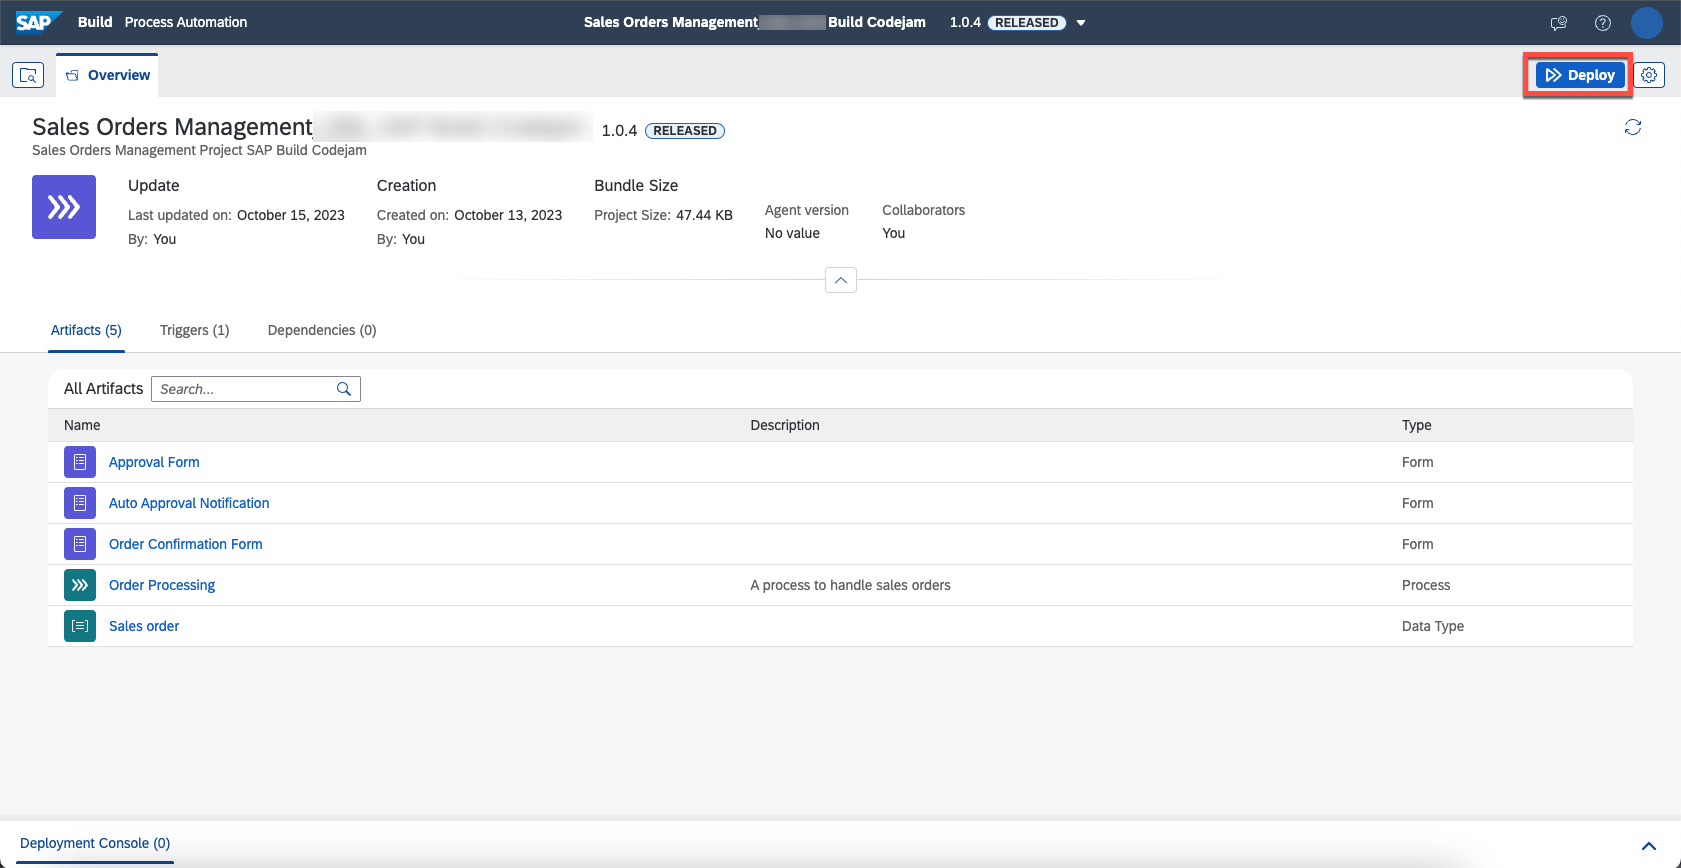 SAP Build Process Automation Sales Orders Management Build Codejam 1.0.4 RELEASED
Overview Deploy
Sales Orders Management 1.0.4 RELEASED
Sales Orders Management Project SAP Build Codejam
Update Creation Bundle Size
Last updated on: October 15, 2023 Created on: October 13, 2023 Project Size: 47.44 KB Agent version Collaborators
By: You By: You No value You
Artifacts (5) Triggers (1) Dependencies (0)
All Artifacts Search...
Name Description Type
Approval Form Form
Auto Approval Notification Form
Order Confirmation Form Form
Order Processing A process to handle sales orders Process
Sales order Data Type
Deployment Console (0)